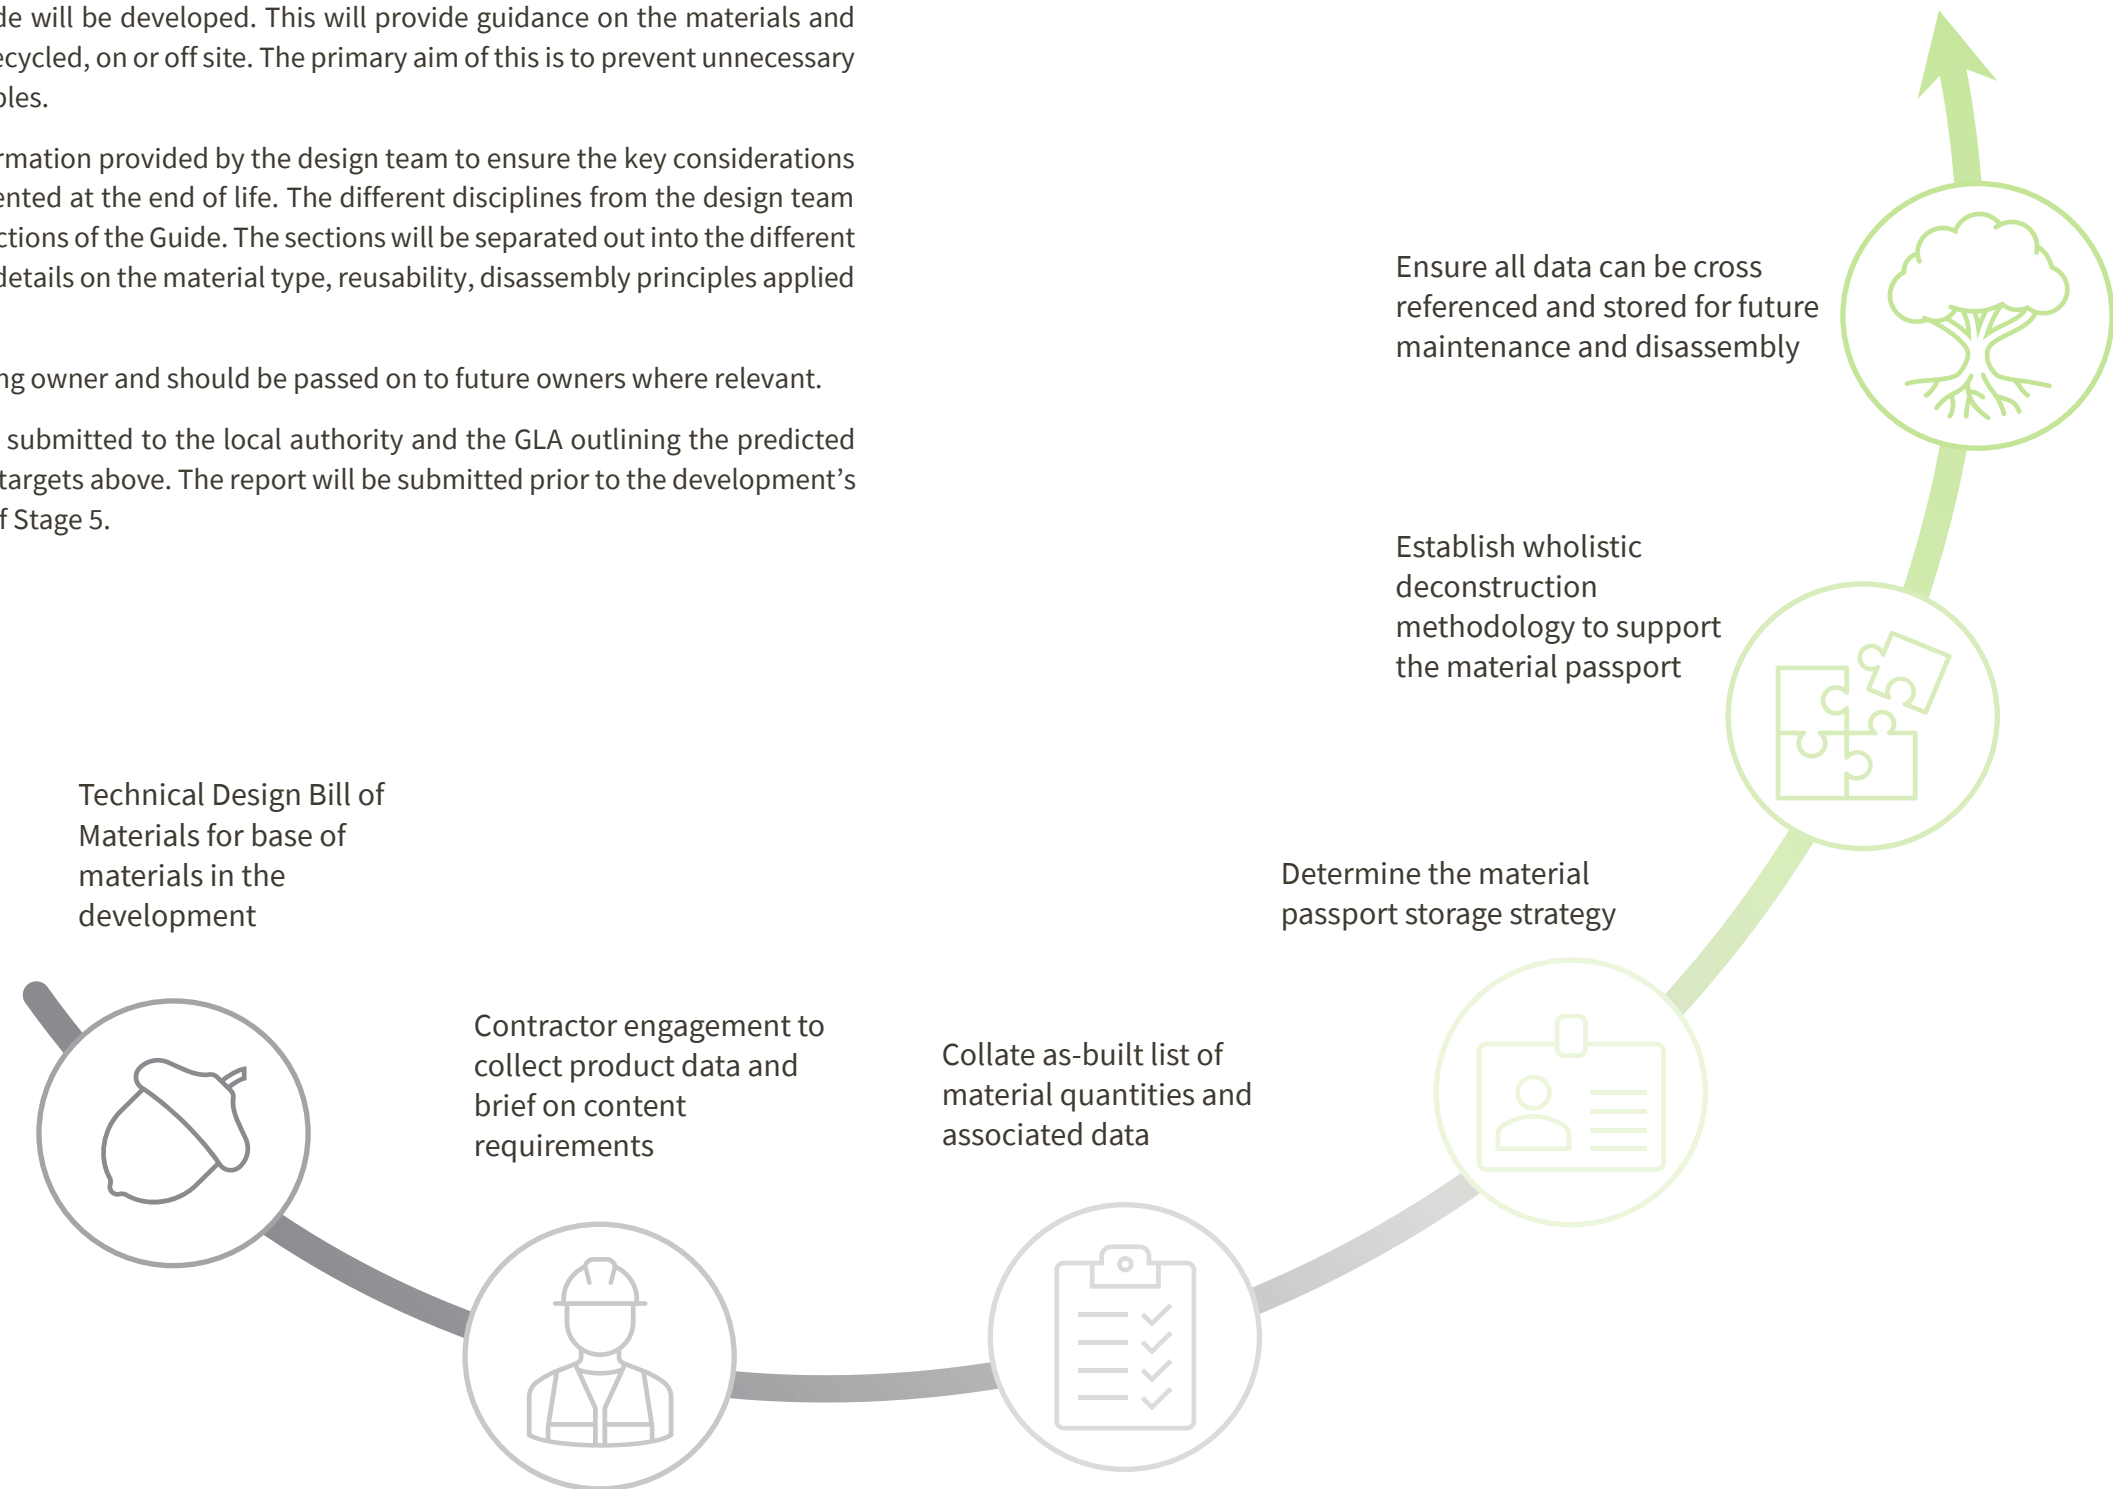 will be developed. This will provide guidance on the materials and
recycled, on or off site. The primary aim of this is to prevent unnecessary
provided by the design team to ensure the key considerations
at the end of life. The different disciplines from the design team
of the Guide. The sections will be separated out into the different
details on the material type, reusability, disassembly principles applied
owner and should be passed on to future owners where relevant.
submitted to the local authority and the GLA outlining the predicted
targets above. The report will be submitted prior to the development’s
Stage 5.
Ensure all data can be cross
referenced and stored for future
maintenance and disassembly
Establish wholistic
deconstruction
methodology to support
the material passport
Technical Design Bill of
Materials for base of
materials in the
development
Determine the material
passport storage strategy
Contractor engagement to
collect product data and
brief on content
requirements
Collate as-built list of
material quantities and
associated data